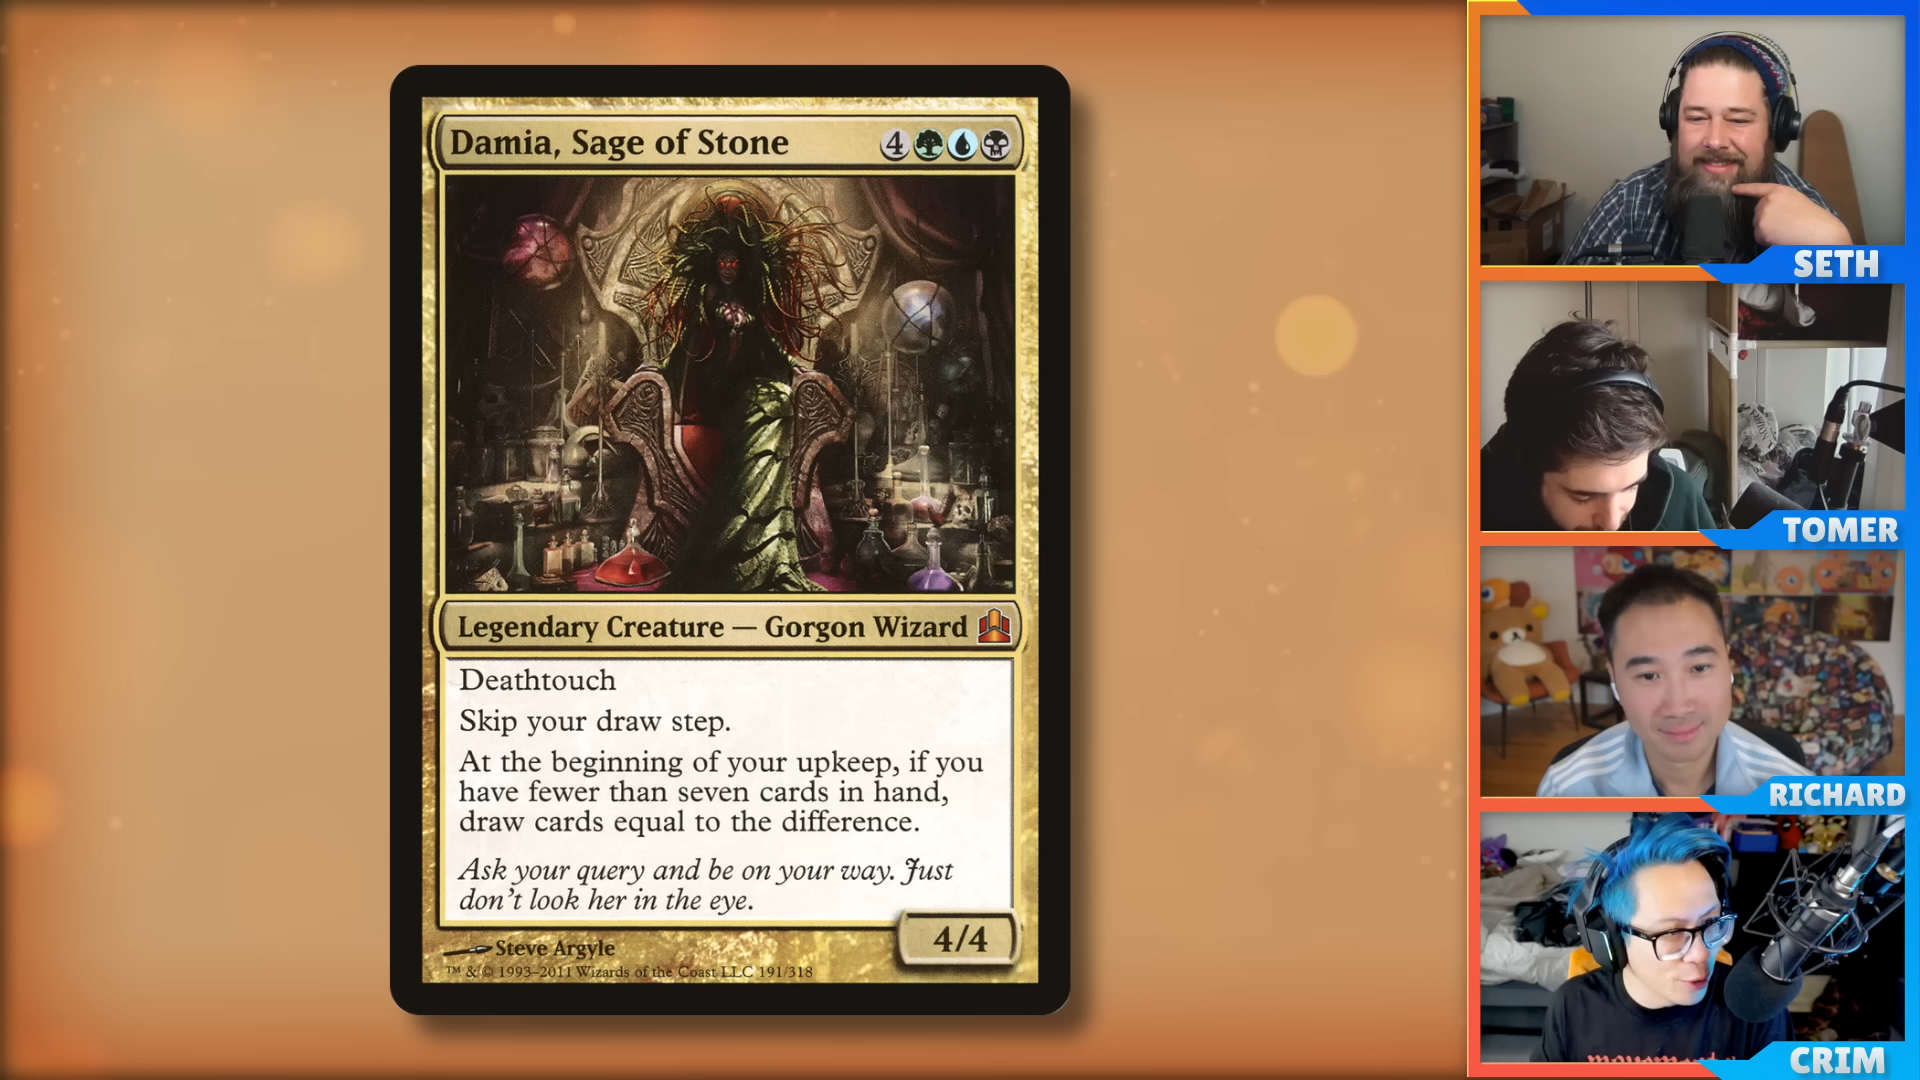 Damia, Sage of Stone
4
Legendary Creature — Gorgon Wizard
Deathtouch
Skip your draw step.
At the beginning of your upkeep, if you
have fewer than seven cards in hand,
draw cards equal to the difference.
Ask your query and be on your way. Just
don't look her in the eye.
4/4
Steve Argyle
™ & © 1993–2011 Wizards of the Coast LLC 191/318
SETH
TOMER
RICHARD
CRIM